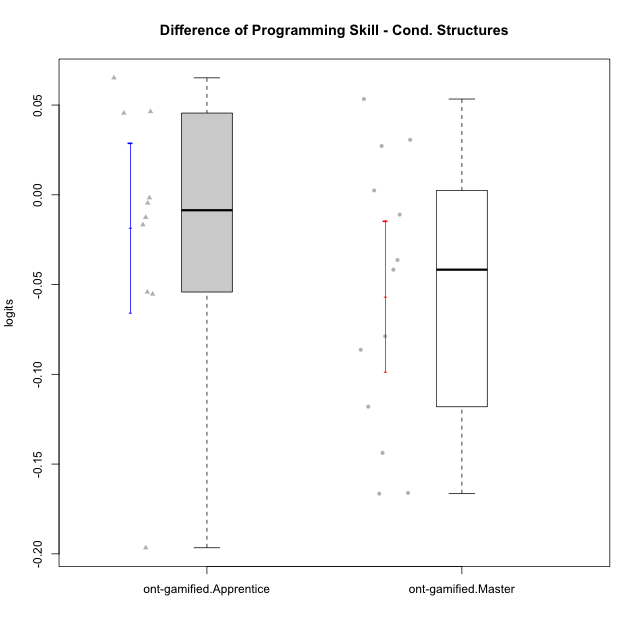 Difference of Programming Skill - Cond. Structures
logits
0.05
0.00
-0.05
-0.10
-0.15
-0.20
ont-gamified.Apprentice
ont-gamified.Master